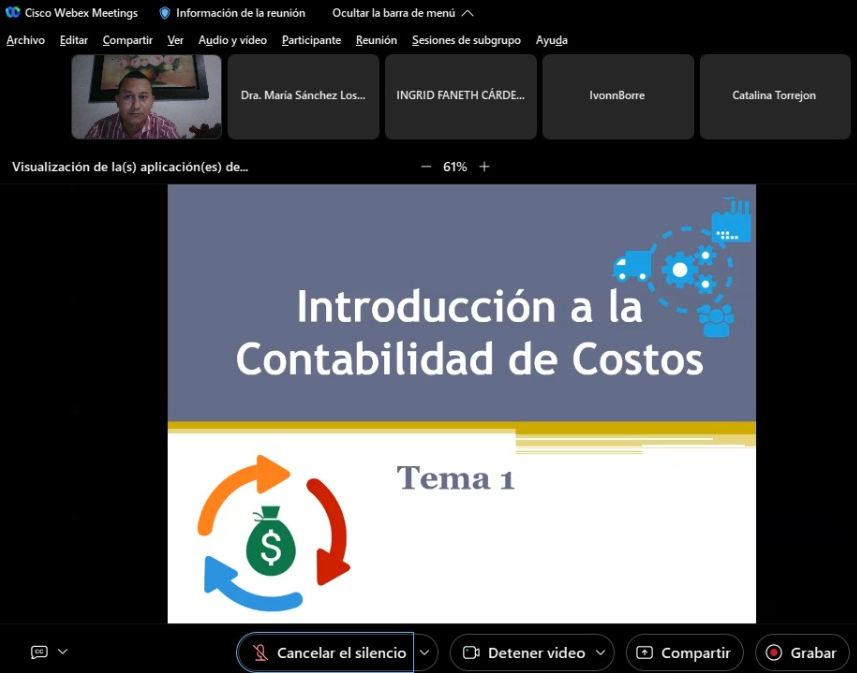 Cisco Webex Meetings Información de la reunión Ocultar la barra de menú
Archivo Editar Compartir Ver Audio y vídeo Participante Reunión Sesiones de subgrupo Ayuda
Dra. María Sánchez Los... INGRID FANETH CÁRDE... IvonnBorre Catalina Torrejon
Visualización de la(s) aplicación(es) de... — 61% +
Introducción a la
Contabilidad de Costos
Tema 1
$
CC Cancelar el silencio Detener video Compartir Grabar